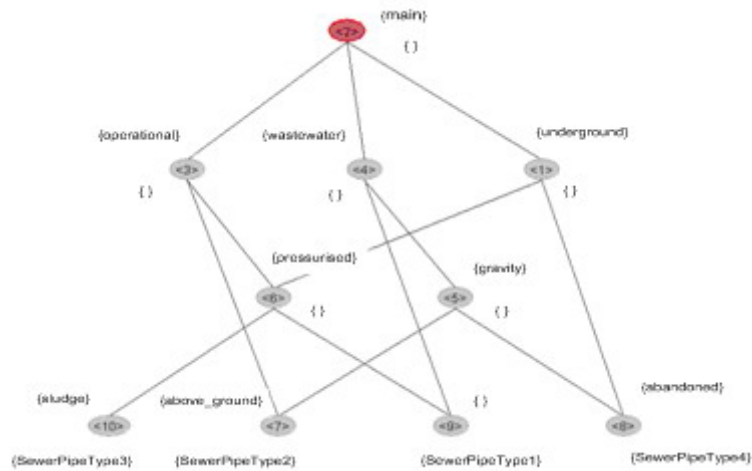 {main}
<2>
{ }
{operational}
{wastewater}
{underground}
<3>
<4>
<1>
{ }
{ }
{ }
{pressurised}
{gravity}
<6>
<5>
{ }
{ }
{sludge}
{above_ground}
{ }
{abandoned}
<10>
<7>
<9>
<8>
{SewerPipeType3}
{SewerPipeType2}
{SewerPipeType1}
{SewerPipeType4}